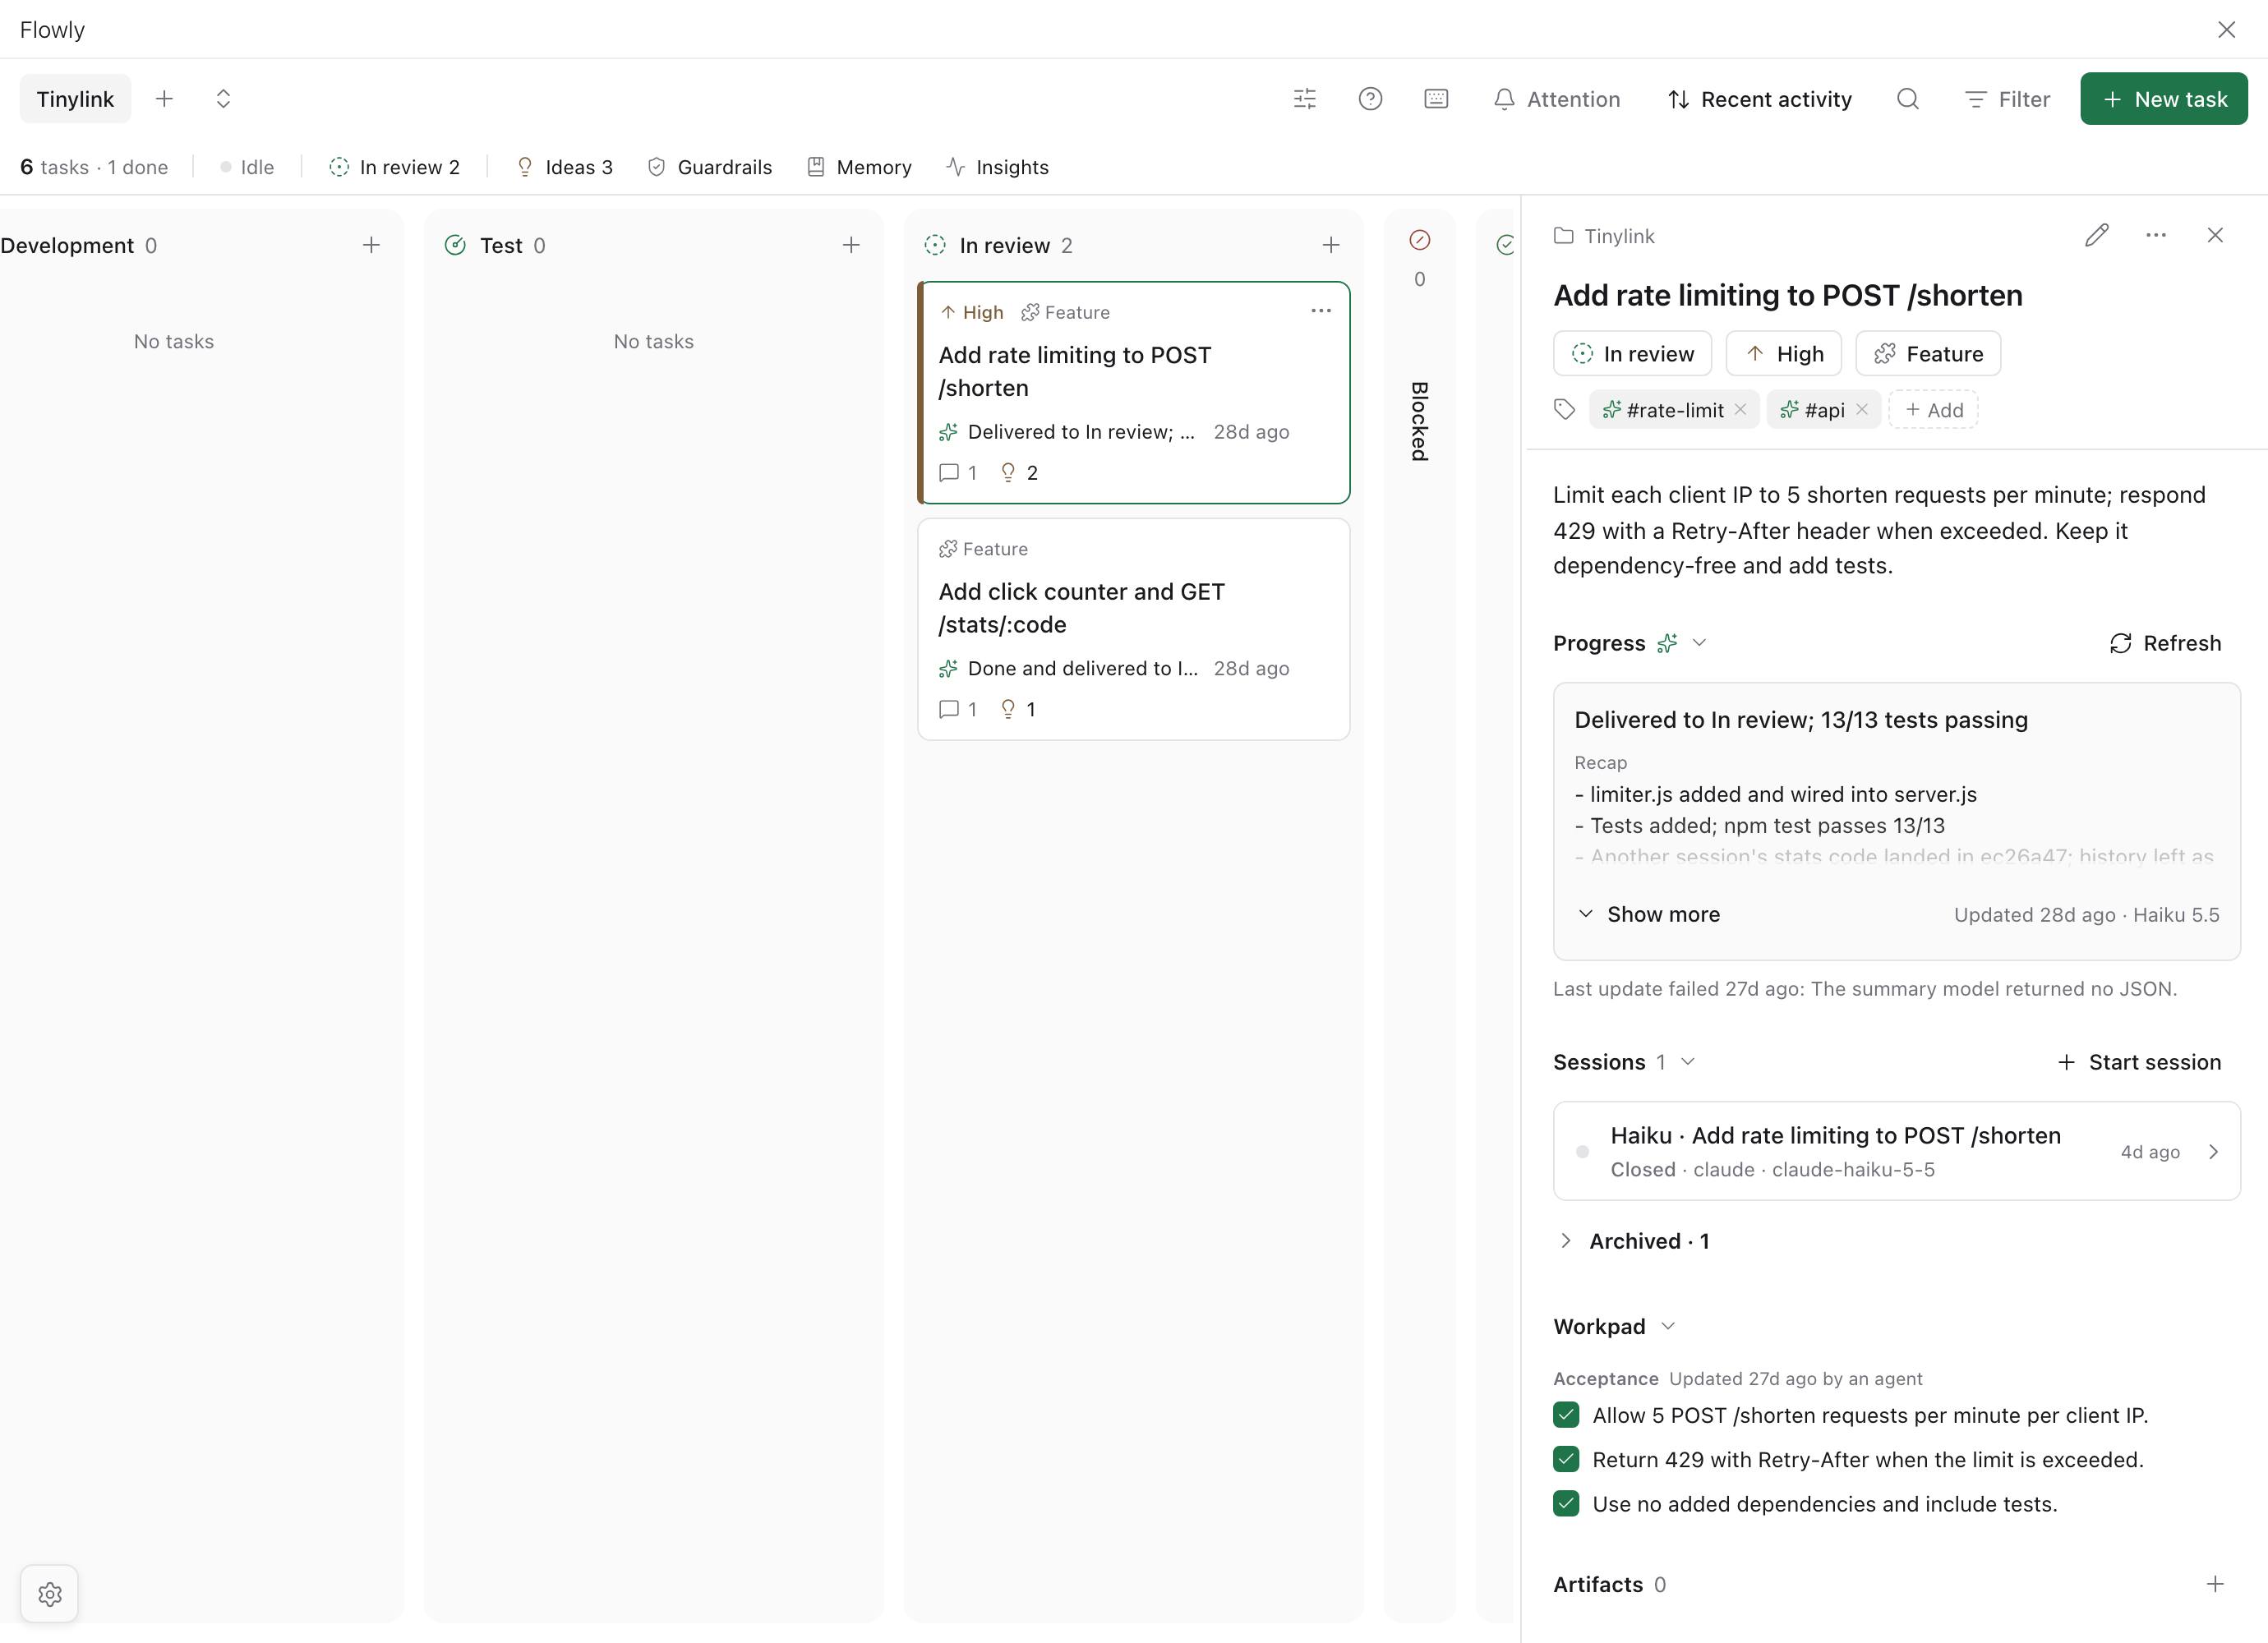 Flowly
Tinylink
Attention
Recent activity
Filter
New task
6 tasks · 1 done
Idle
In review 2
Ideas 3
Guardrails
Memory
Insights
Development 0
No tasks
Test 0
No tasks
In review 2
High Feature
Add rate limiting to POST
/shorten
Delivered to In review; ... 28d ago
1 2
Feature
Add click counter and GET
/stats/:code
Done and delivered to I... 28d ago
1 1
0
Blocked
Tinylink
Add rate limiting to POST /shorten
In review High Feature
#rate-limit #api + Add
Limit each client IP to 5 shorten requests per minute; respond
429 with a Retry-After header when exceeded. Keep it
dependency-free and add tests.
Progress
Refresh
Delivered to In review; 13/13 tests passing
Recap
- limiter.js added and wired into server.js
- Tests added; npm test passes 13/13
- Another session's stats code landed in ec26a47; history left as
Show more
Updated 28d ago · Haiku 5.5
Last update failed 27d ago: The summary model returned no JSON.
Sessions 1
+ Start session
Haiku · Add rate limiting to POST /shorten
Closed · claude · claude-haiku-5-5
4d ago
Archived · 1
Workpad
Acceptance Updated 27d ago by an agent
Allow 5 POST /shorten requests per minute per client IP.
Return 429 with Retry-After when the limit is exceeded.
Use no added dependencies and include tests.
Artifacts 0